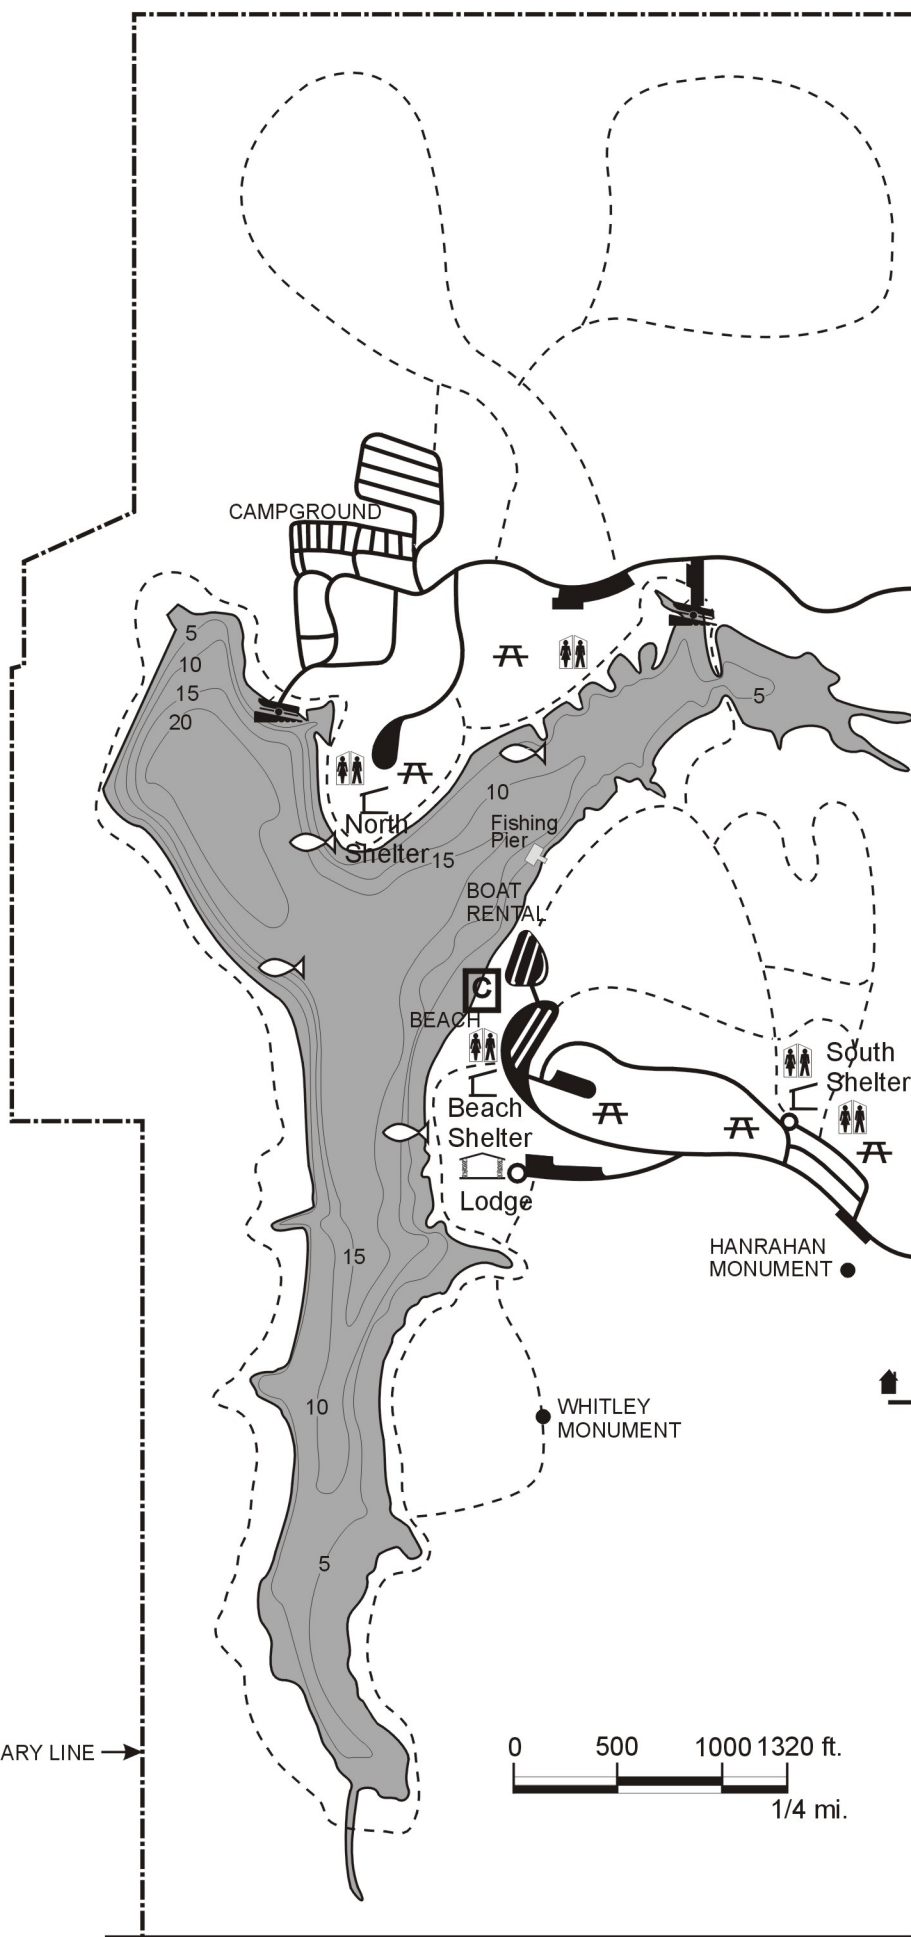 CAMPGROUND
5
10
15
20
5
10
North
Shelter
15
Fishing
Pier
BOAT
RENTAL
C
BEACH
Beach
Shelter
South
Shelter
Lodge
15
HANRAHAN
MONUMENT
10
WHITLEY
MONUMENT
5
ARY LINE
0 500 1000 1320 ft.
1/4 mi.